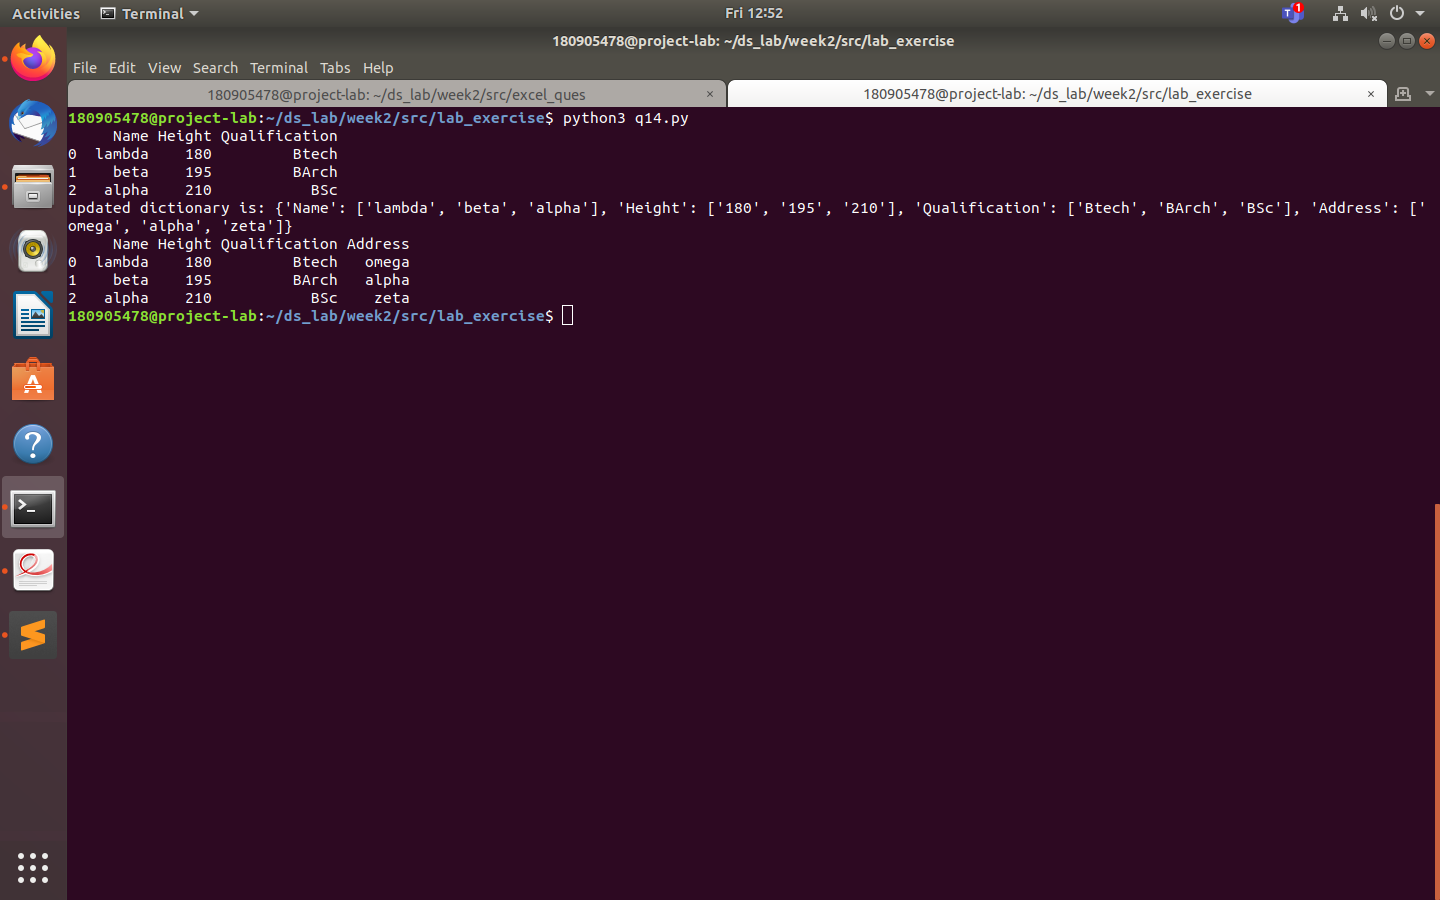 Activities Terminal Fri 12:52 1
180905478@project-lab: ~/ds_lab/week2/src/lab_exercise
File Edit View Search Terminal Tabs Help
180905478@project-lab: ~/ds_lab/week2/src/excel_ques × 180905478@project-lab: ~/ds_lab/week2/src/lab_exercise ×
180905478@project-lab:~/ds_lab/week2/src/lab_exercise$ python3 q14.py
     Name Height Qualification
0  lambda    180         Btech
1    beta    195         BArch
2   alpha    210           BSc
updated dictionary is: {'Name': ['lambda', 'beta', 'alpha'], 'Height': ['180', '195', '210'], 'Qualification': ['Btech', 'BArch', 'BSc'], 'Address': ['
omega', 'alpha', 'zeta']}
     Name Height Qualification Address
0  lambda    180         Btech   omega
1    beta    195         BArch   alpha
2   alpha    210           BSc    zeta
180905478@project-lab:~/ds_lab/week2/src/lab_exercise$